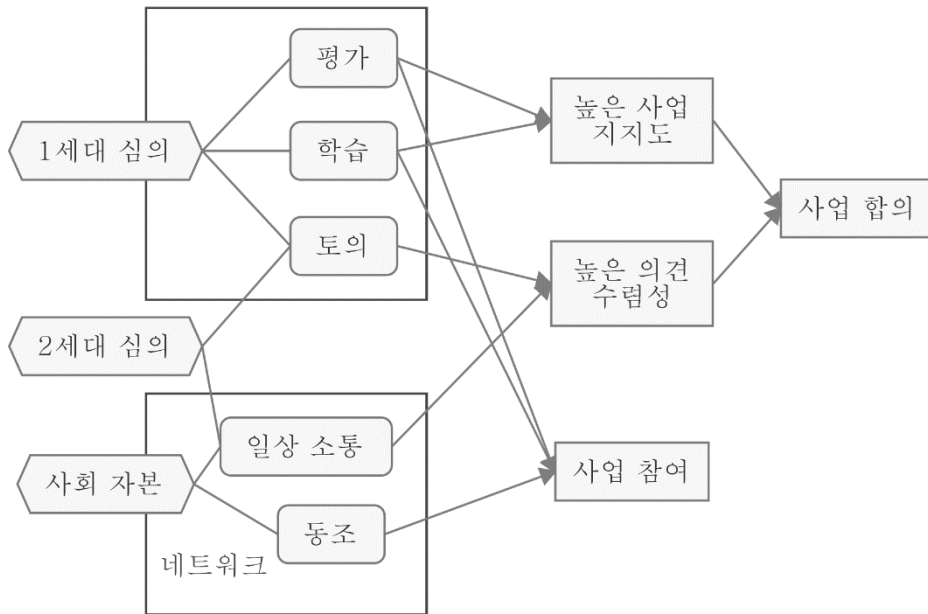 1세대 심의
2세대 심의
사회 자본
평가
학습
토의
일상 소통
동조
네트워크
높은 사업
지지도
높은 의견
수렴성
사업 참여
사업 합의